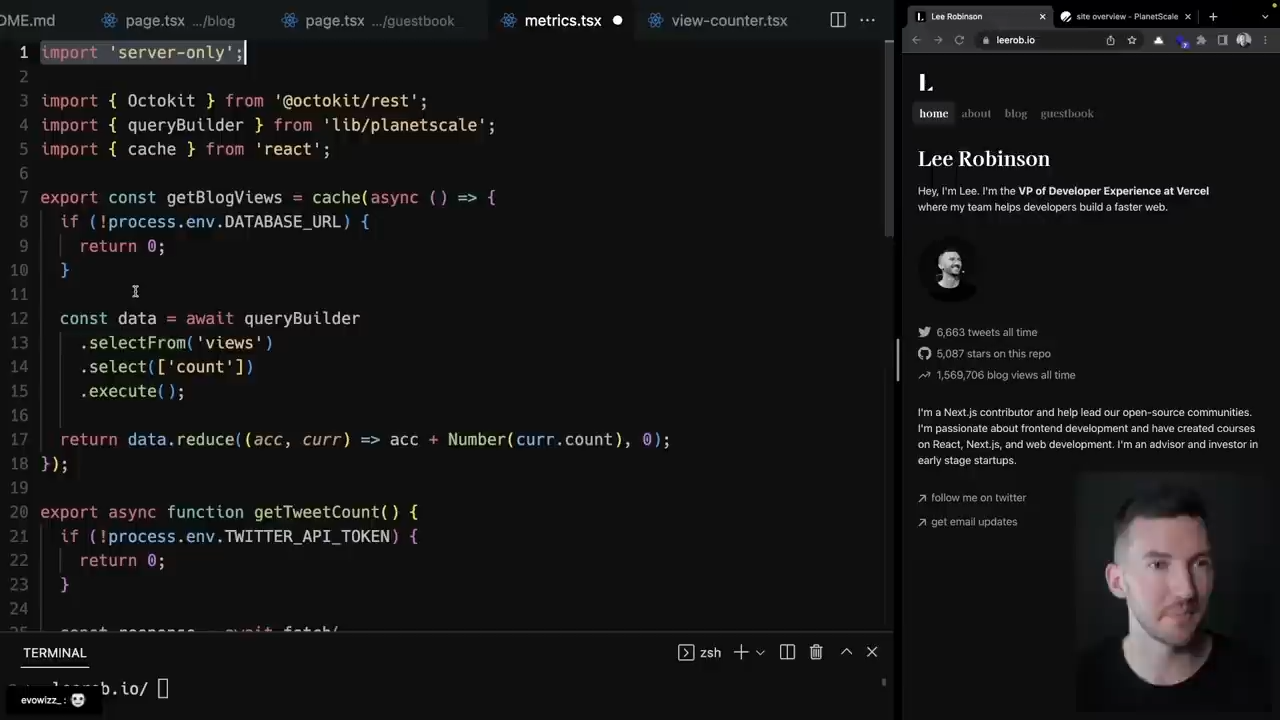 OME.md
page.tsx .../blog
page.tsx .../guestbook
metrics.tsx
view-counter.tsx
1 import 'server-only';
2
3 import { Octokit } from '@octokit/rest';
4 import { queryBuilder } from 'lib/planetscale';
5 import { cache } from 'react';
6
7 export const getBlogViews = cache(async () => {
8 if (!process.env.DATABASE_URL) {
9 return 0;
10 }
11
12 const data = await queryBuilder
13 .selectFrom('views')
14 .select(['count'])
15 .execute();
16
17 return data.reduce((acc, curr) => acc + Number(curr.count), 0);
18 });
19
20 export async function getTweetCount() {
21 if (!process.env.TWITTER_API_TOKEN) {
22 return 0;
23 }
24
25 const response = await fetch(
TERMINAL
zsh
leerob.io/
evowizz_ :
Lee Robinson
site overview - PlanetScale
leerob.io
L
home about blog guestbook
Lee Robinson
Hey, I'm Lee. I'm the VP of Developer Experience at Vercel
where my team helps developers build a faster web.
6,663 tweets all time
5,087 stars on this repo
1,569,706 blog views all time
I'm a Next.js contributor and help lead our open-source communities.
I'm passionate about frontend development and have created courses
on React, Next.js, and web development. I'm an advisor and investor in
early stage startups.
follow me on twitter
get email updates